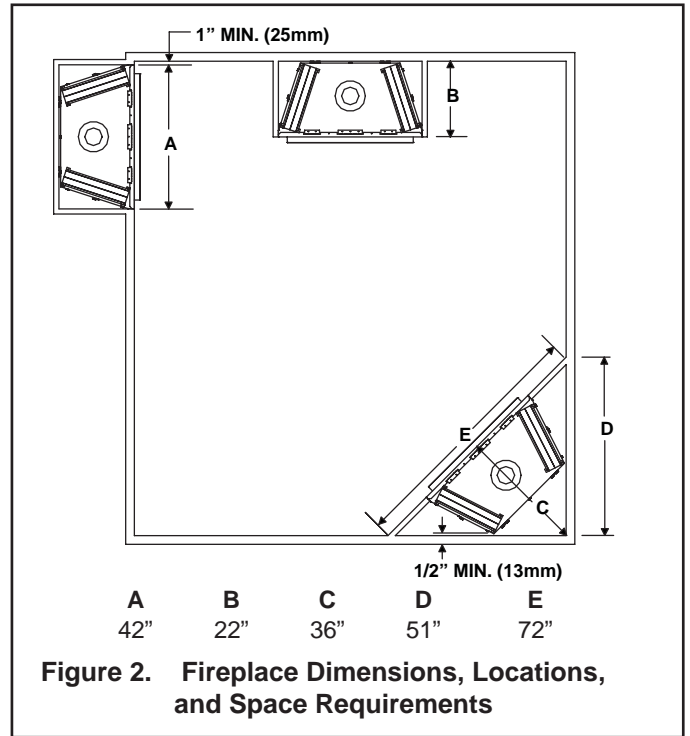 1” MIN. (25mm)
A
B
E
D
C
1/2” MIN. (13mm)
A B C D E
42” 22” 36” 51” 72”
Figure 2. Fireplace Dimensions, Locations,
and Space Requirements